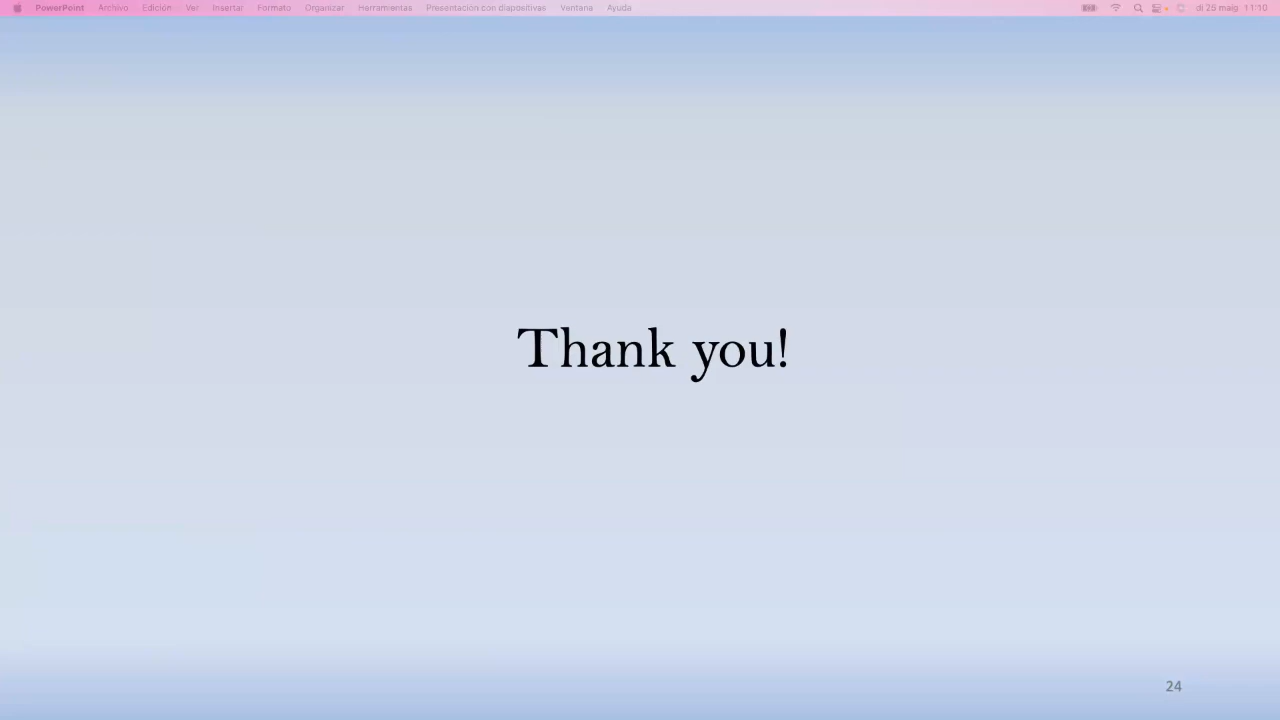 PowerPoint Archivo Edición Ver Insertar Formato Organizar Herramientas Presentación con diapositivas Ventana Ayuda di 25 maig 11:10
Thank you!
24